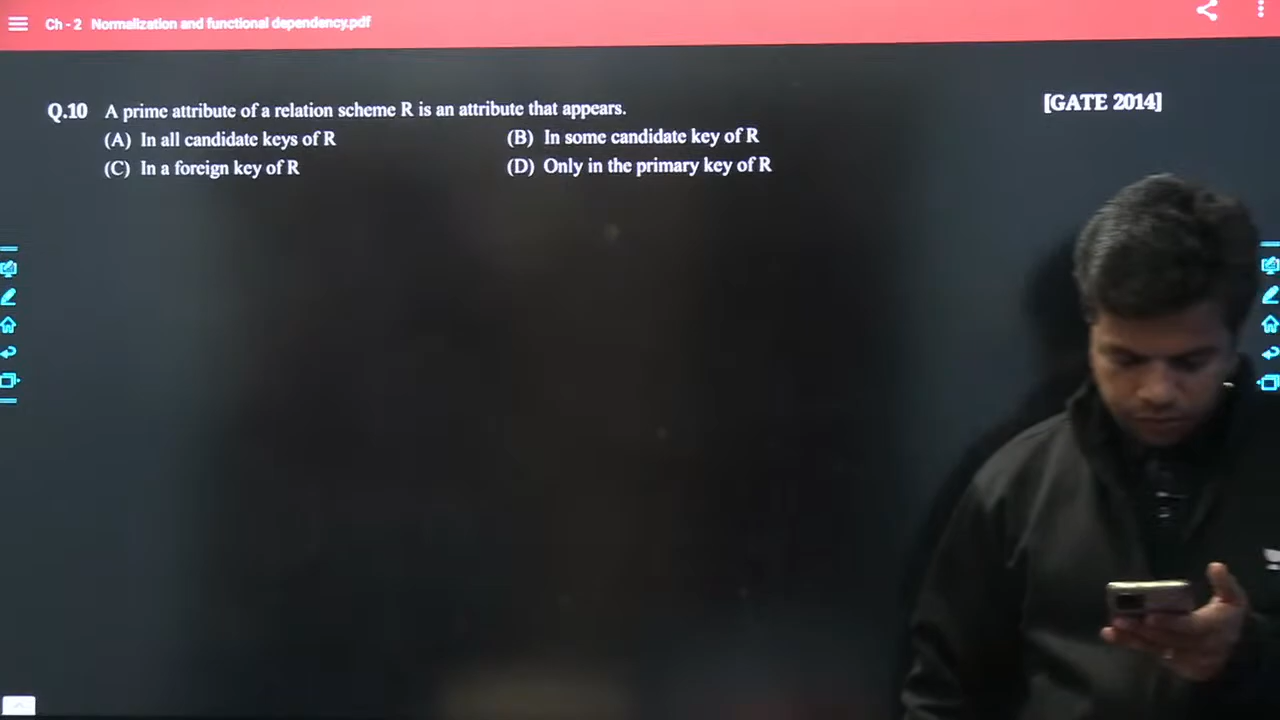 Ch - 2 Normalization and functional dependency.pdf
Q.10 A prime attribute of a relation scheme R is an attribute that appears. [GATE 2014]
(A) In all candidate keys of R (B) In some candidate key of R
(C) In a foreign key of R (D) Only in the primary key of R